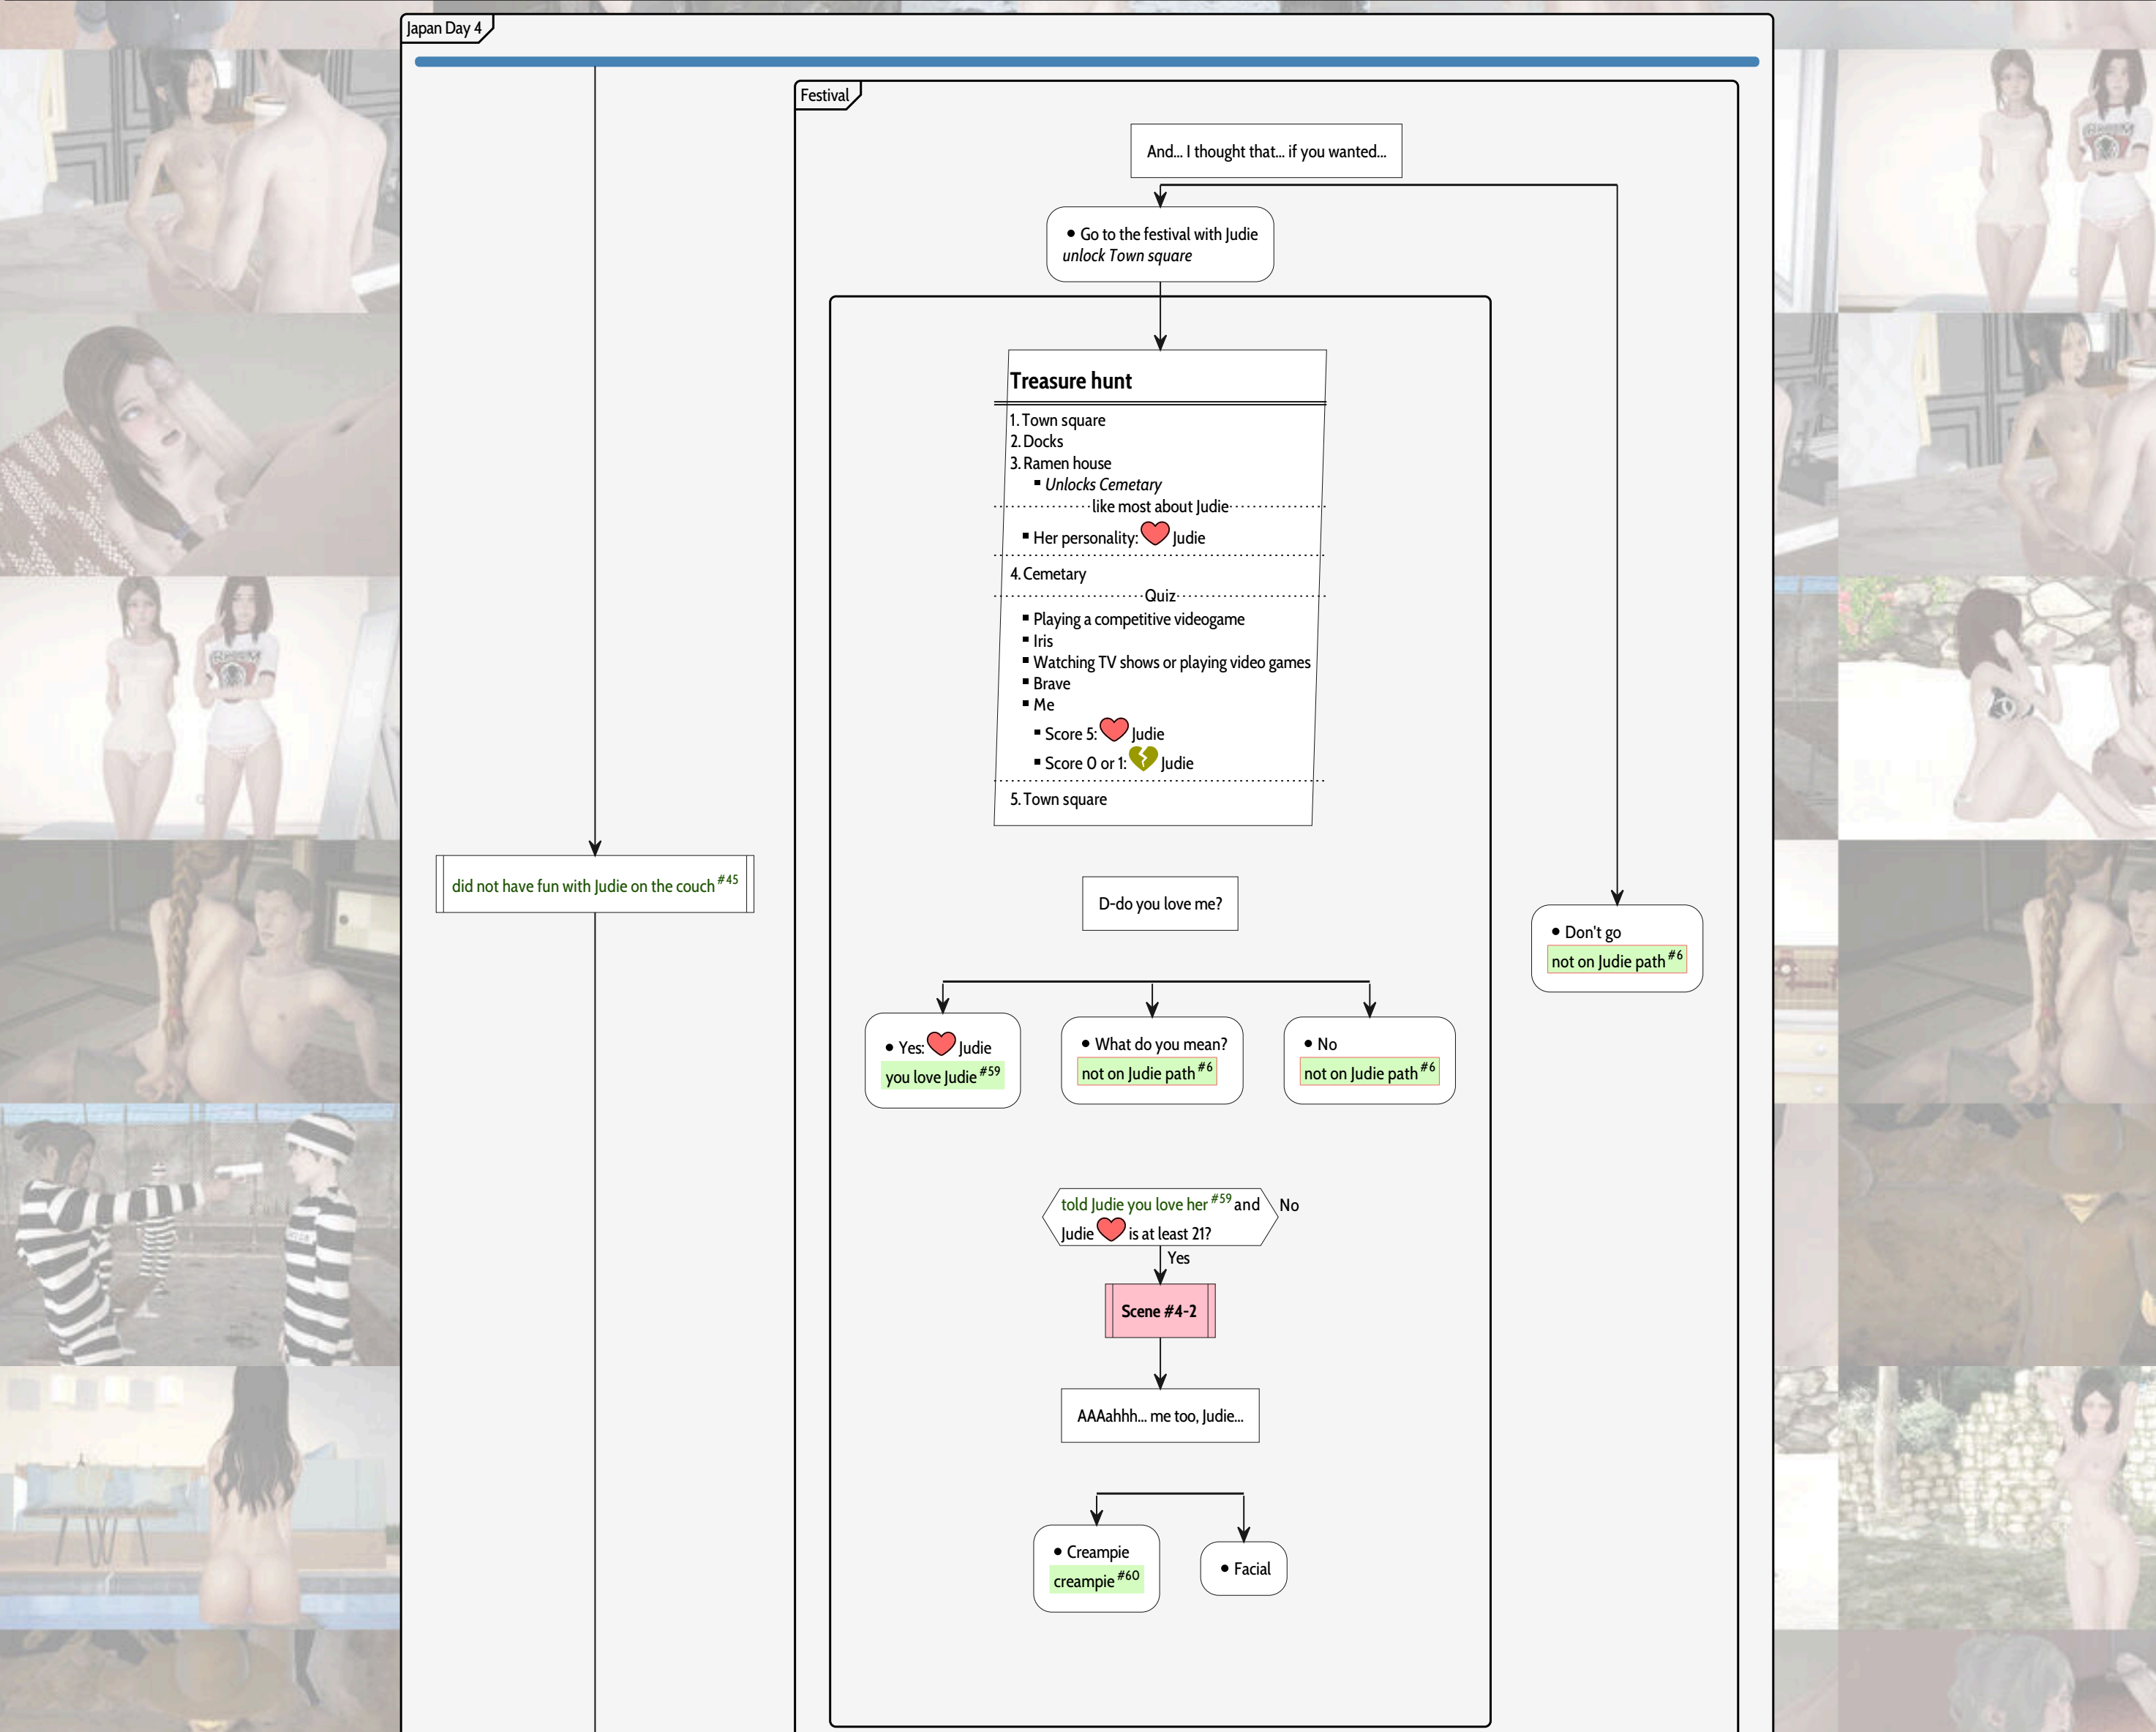 Japan Day 4
Festival
And... I thought that... if you wanted...
• Go to the festival with Judie
unlock Town square
Treasure hunt
1. Town square
2. Docks
3. Ramen house
▪ Unlocks Cemetary
like most about Judie
▪ Her personality: ❤ Judie
4. Cemetary
Quiz
▪ Playing a competitive videogame
▪ Iris
▪ Watching TV shows or playing video games
▪ Brave
▪ Me
▪ Score 5: ❤ Judie
▪ Score 0 or 1: 💔 Judie
5. Town square
did not have fun with Judie on the couch #45
D-do you love me?
• Don't go
not on Judie path #6
• Yes: ❤ Judie
you love Judie #59
• What do you mean?
not on Judie path #6
• No
not on Judie path #6
told Judie you love her #59 and
Judie ❤ is at least 21?
No
Yes
Scene #4-2
AAAahhh... me too, Judie...
• Creampie
creampie #60
• Facial